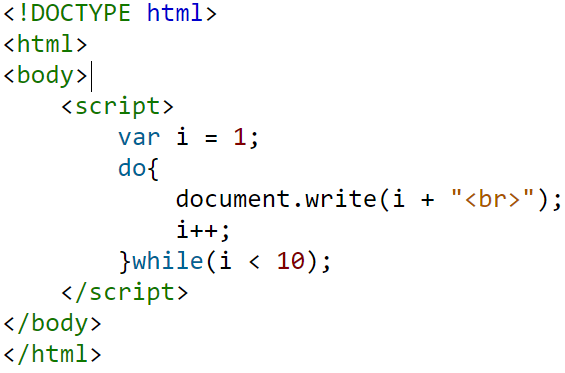 <!DOCTYPE html>
<html>
<body>
    <script>
        var i = 1;
        do{
            document.write(i + "<br>");
            i++;
        }while(i < 10);
    </script>
</body>
</html>